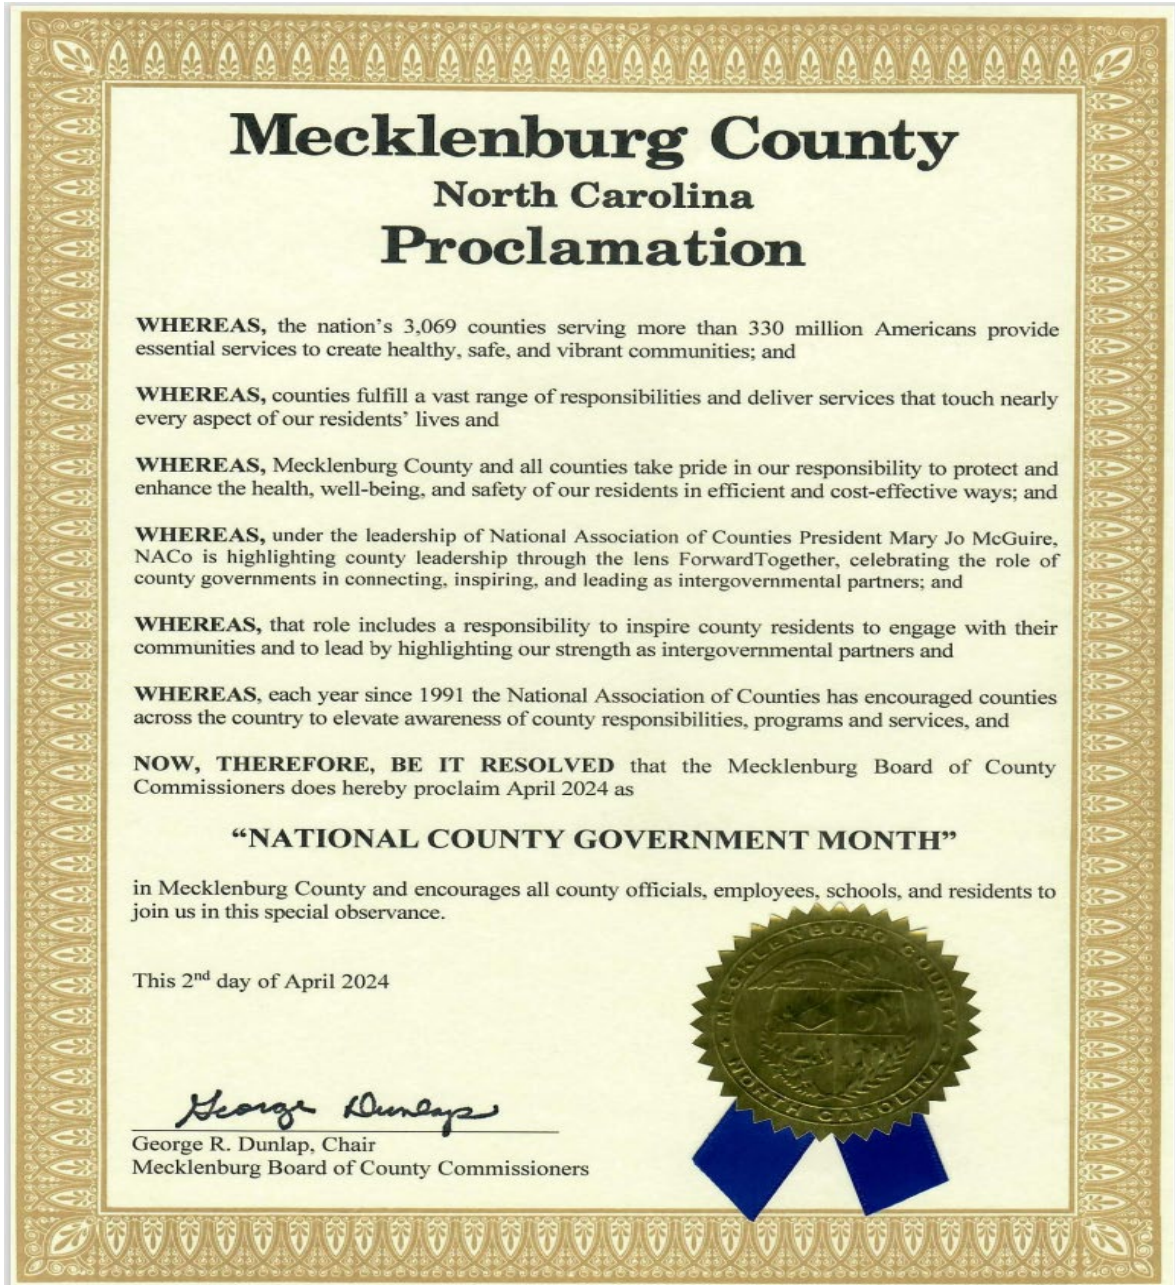 Mecklenburg County
North Carolina
Proclamation
WHEREAS, the nation's 3,069 counties serving more than 330 million Americans provide
essential services to create healthy, safe, and vibrant communities; and
WHEREAS, counties fulfill a vast range of responsibilities and deliver services that touch nearly
every aspect of our residents' lives and
WHEREAS, Mecklenburg County and all counties take pride in our responsibility to protect and
enhance the health, well-being, and safety of our residents in efficient and cost-effective ways; and
WHEREAS, under the leadership of National Association of Counties President Mary Jo McGuire,
NACo is highlighting county leadership through the lens ForwardTogether, celebrating the role of
county governments in connecting, inspiring, and leading as intergovernmental partners; and
WHEREAS, that role includes a responsibility to inspire county residents to engage with their
communities and to lead by highlighting our strength as intergovernmental partners and
WHEREAS, each year since 1991 the National Association of Counties has encouraged counties
across the country to elevate awareness of county responsibilities, programs and services, and
NOW, THEREFORE, BE IT RESOLVED that the Mecklenburg Board of County
Commissioners does hereby proclaim April 2024 as
"NATIONAL COUNTY GOVERNMENT MONTH"
in Mecklenburg County and encourages all county officials, employees, schools, and residents to
join us in this special observance.
This 2nd day of April 2024
George Dunlap
George R. Dunlap, Chair
Mecklenburg Board of County Commissioners
MECKLENBURG COUNTY
NORTH CAROLINA